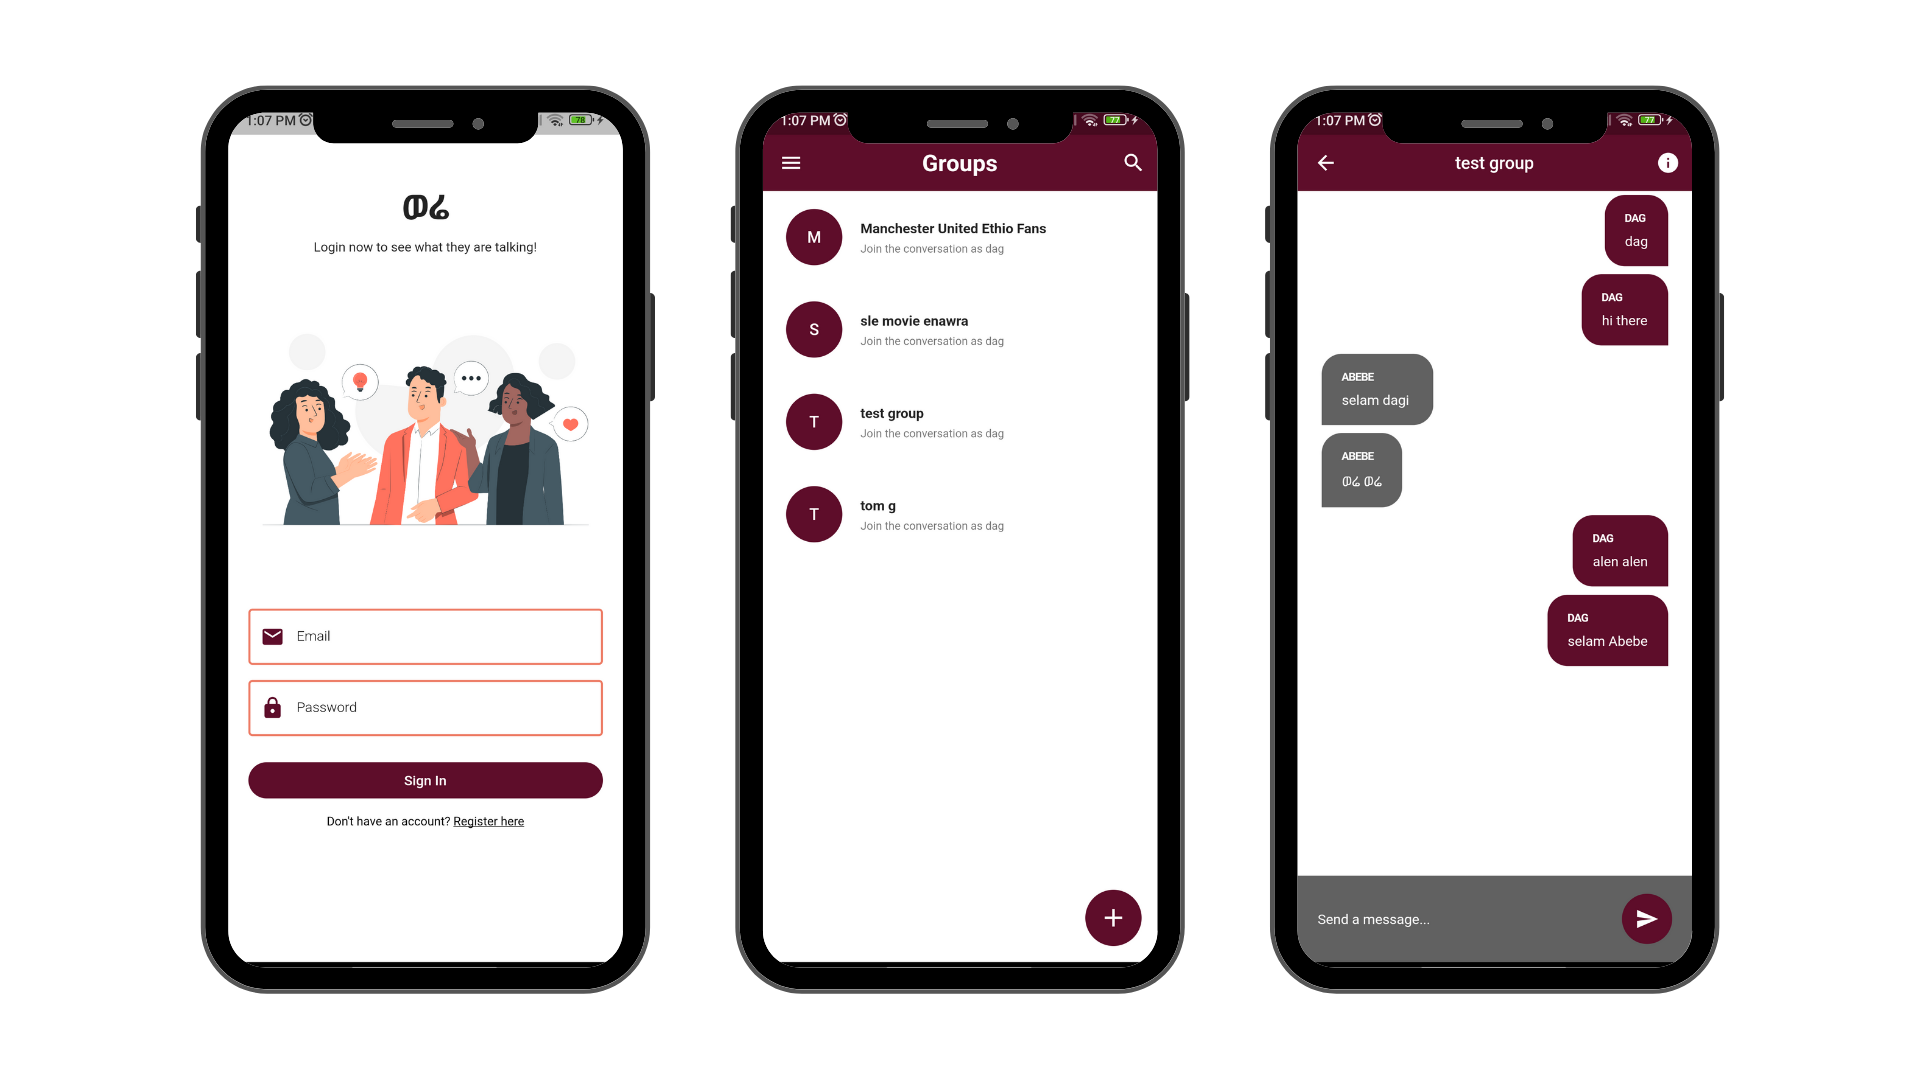 1:07 PM
78
ወሬ
Login now to see what they are talking!
Email
Password
Sign In
Don't have an account? Register here
1:07 PM
77
Groups
M
Manchester United Ethio Fans
Join the conversation as dag
S
sle movie enawra
Join the conversation as dag
T
test group
Join the conversation as dag
T
tom g
Join the conversation as dag
1:07 PM
77
test group
DAG
dag
DAG
hi there
ABEBE
selam dagi
ABEBE
ወሬ ወሬ
DAG
alen alen
DAG
selam Abebe
Send a message...